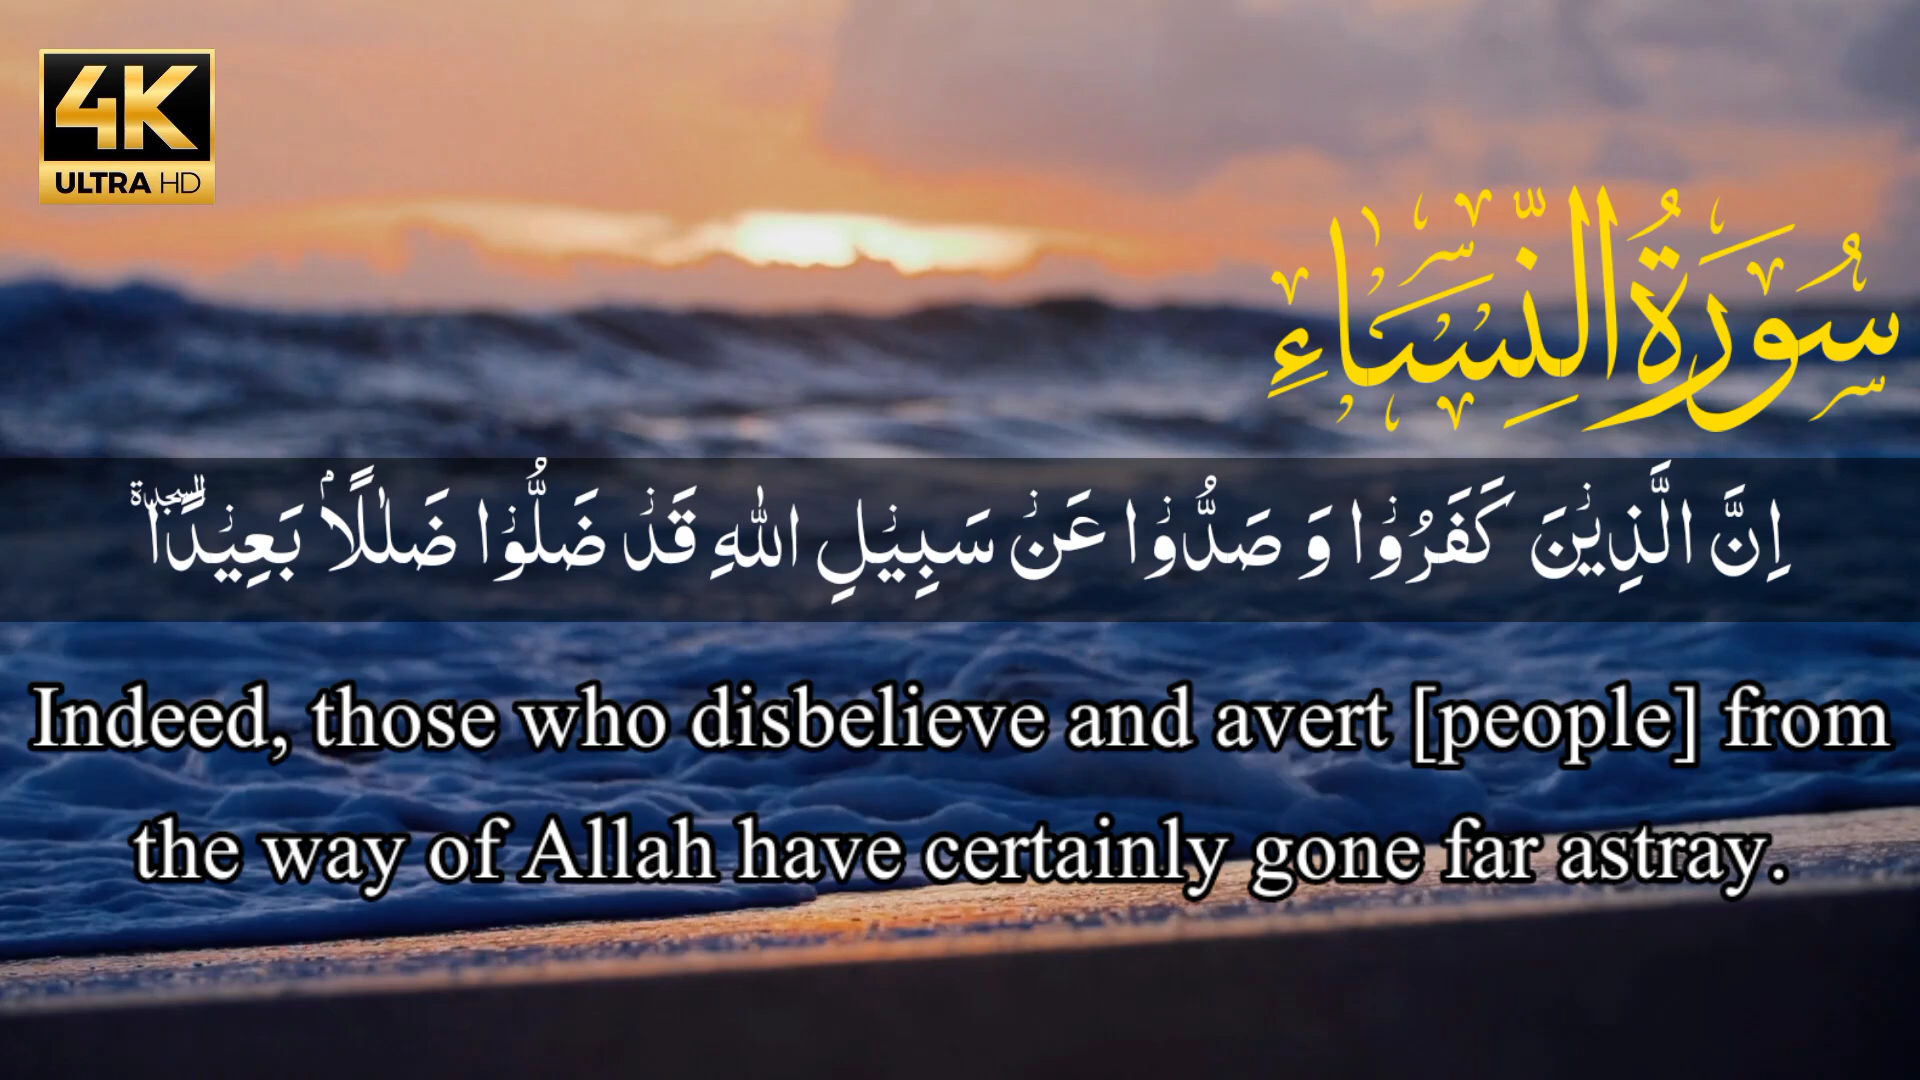 4K
ULTRA HD
سُورَةُ النِّسَاءِ
اِنَّ الَّذِيْنَ كَفَرُوْا وَ صَدُّوْا عَنْ سَبِيْلِ اللّٰهِ قَدْ ضَلُّوْا ضَلٰلًاۢ بَعِيْدًا السجدة
Indeed, those who disbelieve and avert [people] from
the way of Allah have certainly gone far astray.